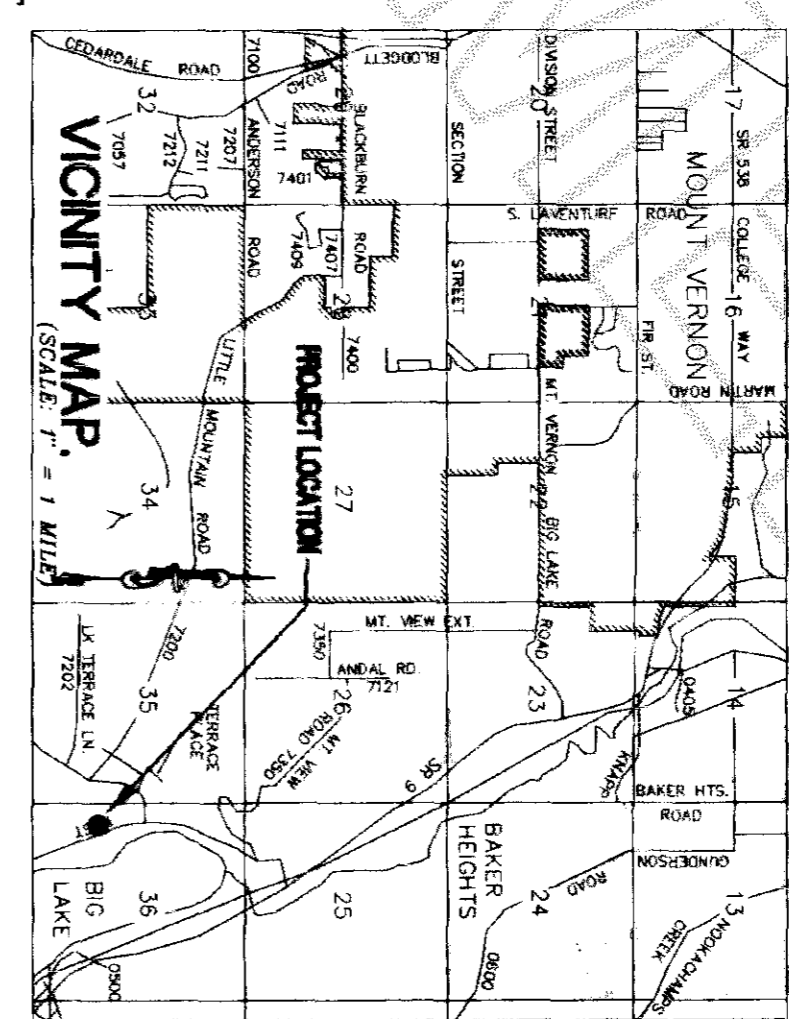 CEDARDALE ROAD
7100
ROAD
BLODGETT
DIVISION STREET
17
SR 538
32
7111
20
7057
7212
7211
7207
ANDERSON
7401
BLACKBURN
SECTION
MOUNT VERNON
S. LAVENTURE ROAD
COLLEGE
WAY
ROAD
7409
7407
ROAD
STREET
16
33
7400
FIR ST.
MARTIN ROAD
LITTLE
MOUNTAIN
ROAD
VICINITY MAP.
(SCALE: 1" = 1 MILE)
PROJECT LOCATION
MT. VERNON
BIG LAKE
ROAD
34
27
22
15
MT. VIEW EXT.
7350
ANDAL RD.
7121
LK TERRACE LN.
7202
7200
35
TERRACE
PLACE
26
MT. VIEW
ROAD 7350
23
14
0405
KNAPP
SR 9
BAKER HTS.
ROAD
GUNDERSON
ROAD
BAKER
HEIGHTS
BIG
LAKE
36
25
24
13
NOOKACHAMPS
CREEK
0500
0600